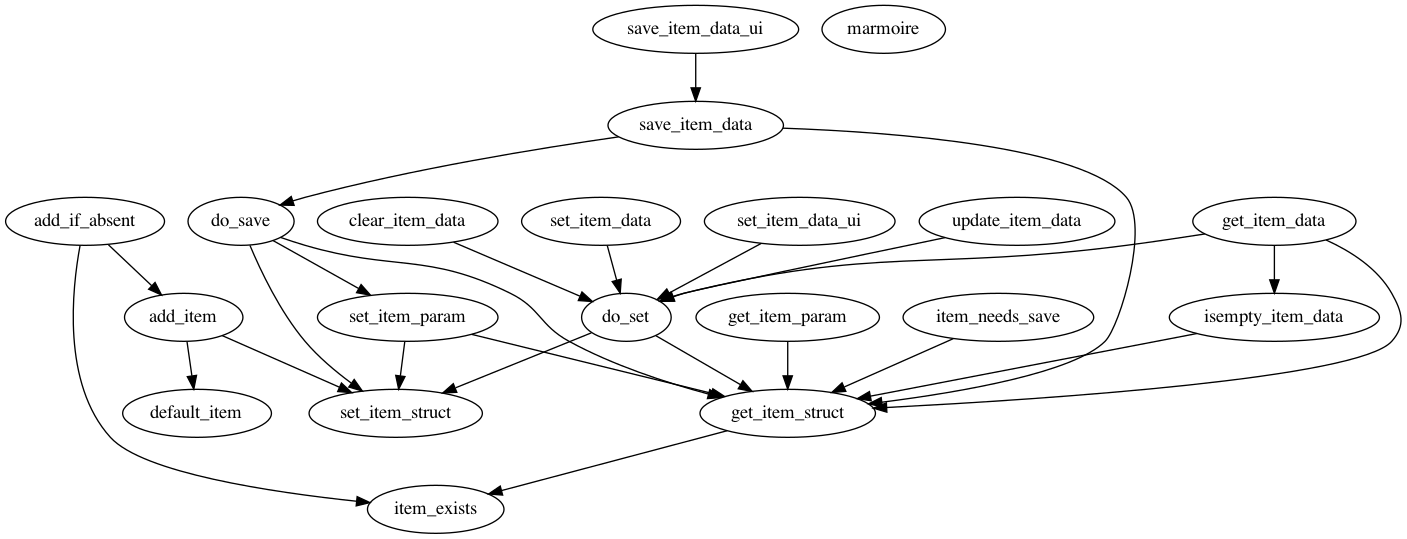 save_item_data_ui
marmoire
save_item_data
add_if_absent
do_save
clear_item_data
set_item_data
set_item_data_ui
update_item_data
get_item_data
add_item
set_item_param
do_set
get_item_param
item_needs_save
isempty_item_data
default_item
set_item_struct
get_item_struct
item_exists